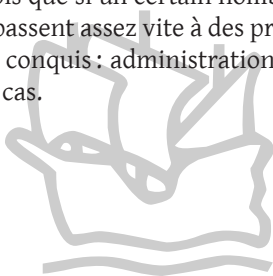 que si un certain
passent assez vite à des
conquis : administration
cas.